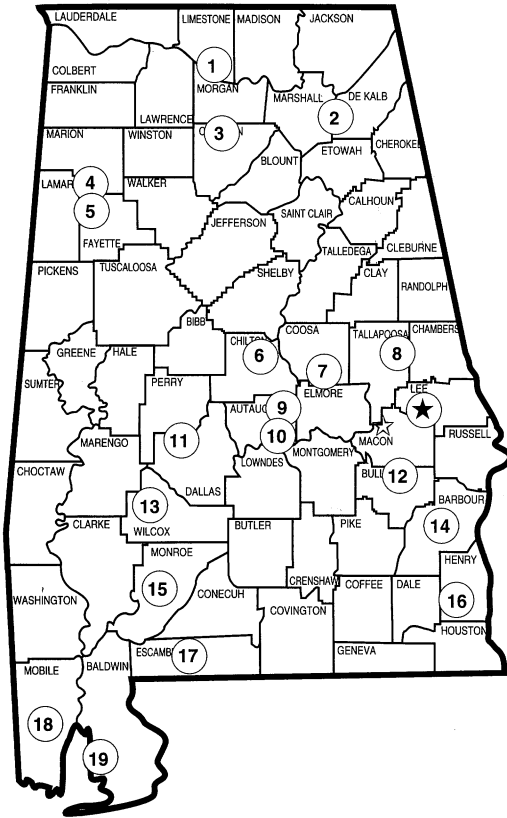 LAUDERDALE
LIMESTONE
MADISON
JACKSON
COLBERT
1
FRANKLIN
LAWRENCE
MORGAN
MARSHALL
DE KALB
2
MARION
WINSTON
3
BLOUNT
ETOWAH
CHEROKEE
LAMAR
4
WALKER
5
FAYETTE
JEFFERSON
SAINT CLAIR
CALHOUN
TALLEDEGA
CLEBURNE
PICKENS
TUSCALOOSA
SHELBY
CLAY
RANDOLPH
BIBB
COOSA
TALLAPOOSA
CHAMBERS
GREENE
HALE
CHILT
6
8
SUMTER
PERRY
7
ELMORE
LEE
AUTAUG
9
MARENGO
11
10
MACON
RUSSELL
LOWNDES
MONTGOMERY
CHOCTAW
BULL
12
DALLAS
13
BARBOUR
CLARKE
WILCOX
BUTLER
PIKE
14
MONROE
HENRY
WASHINGTON
15
CONECUH
CRENSHAW
COFFEE
DALE
16
COVINGTON
HOUSTON
ESCAMB
17
GENEVA
MOBILE
BALDWIN
18
19